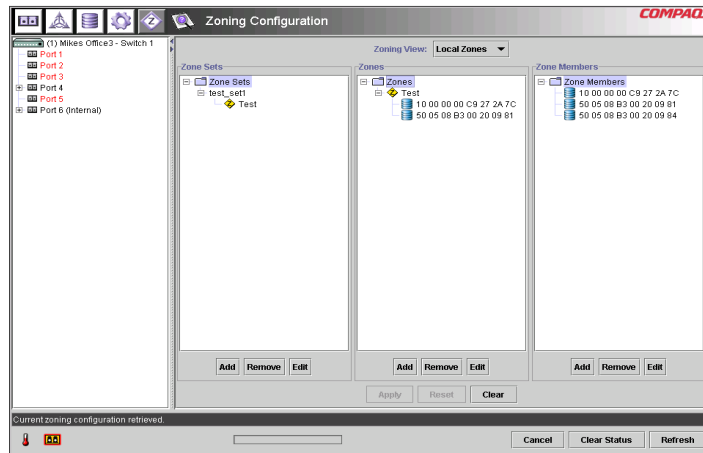 Zoning Configuration
COMPAQ
(1) Mikes Office3 - Switch 1
Port 1
Port 2
Port 3
Port 4
Port 5
Port 6 (Internal)
Zoning View: Local Zones
Zone Sets
Zone Sets
test_set1
Test
Add Remove Edit
Zones
Zones
Test
10 00 00 00 C9 27 2A 7C
50 05 08 B3 00 20 09 81
Add Remove Edit
Zone Members
Zone Members
10 00 00 00 C9 27 2A 7C
50 05 08 B3 00 20 09 81
50 05 08 B3 00 20 09 84
Add Remove Edit
Apply Reset Clear
Current zoning configuration retrieved.
Cancel Clear Status Refresh